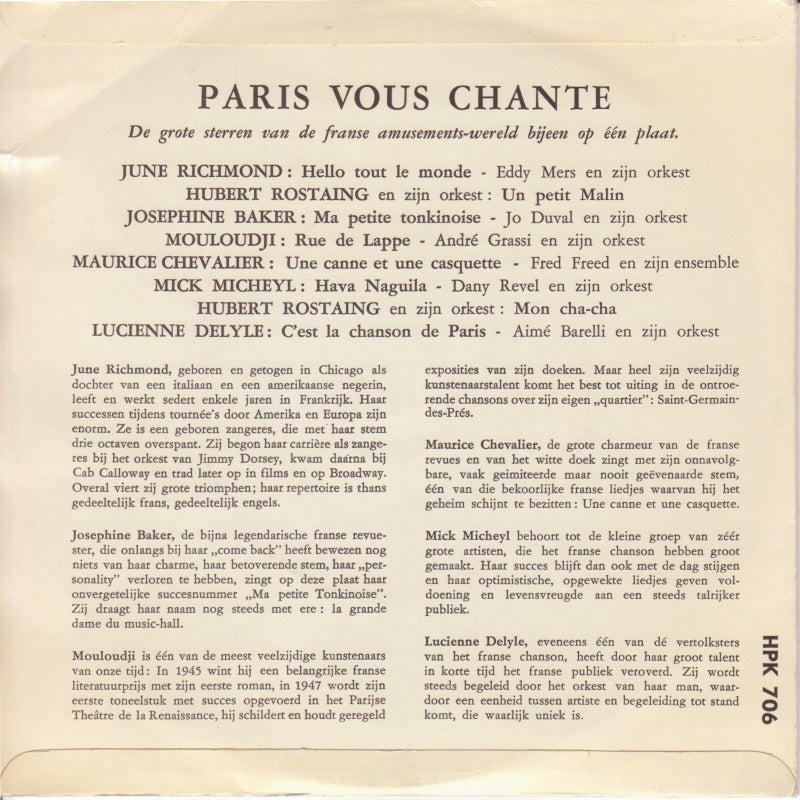 PARIS VOUS CHANTE
De grote sterren van de franse amusements-wereld bijeen op één plaat.
JUNE RICHMOND : Hello tout le monde - Eddy Mers en zijn orkest
HUBERT ROSTAING en zijn orkest : Un petit Malin
JOSEPHINE BAKER : Ma petite tonkinoise - Jo Duval en zijn orkest
MOULOUDJI : Rue de Lappe - André Grassi en zijn orkest
MAURICE CHEVALIER : Une canne et une casquette - Fred Freed en zijn ensemble
MICK MICHEYL : Hava Naguila - Dany Revel en zijn orkest
HUBERT ROSTAING en zijn orkest : Mon cha-cha
LUCIENNE DELYLE : C'est la chanson de Paris - Aimé Barelli en zijn orkest
June Richmond, geboren en getogen in Chicago als
dochter van een italiaan en een amerikaanse negerin,
leeft en werkt sedert enkele jaren in Frankrijk. Haar
successen tijdens tournée's door Amerika en Europa zijn
enorm. Ze is een geboren zangeres, die met haar stem
drie octaven overspant. Zij begon haar carrière als zange-
res bij het orkest van Jimmy Dorsey, kwam daarna bij
Cab Calloway en trad later op in films en op Broadway.
Overal viert zij grote triomphen; haar repertoire is thans
gedeeltelijk frans, gedeeltelijk engels.
Josephine Baker, de bijna legendarische franse revue-
ster, die onlangs bij haar „come back" heeft bewezen nog
niets van haar charme, haar betoverende stem, haar „per-
sonality" verloren te hebben, zingt op deze plaat haar
onvergetelijke succesnummer „Ma petite Tonkinoise".
Zij draagt haar naam nog steeds met ere : la grande
dame du music-hall.
Mouloudji is één van de meest veelzijdige kunstenaars
van onze tijd : In 1945 wint hij een belangrijke franse
literatuurprijs met zijn eerste roman, in 1947 wordt zijn
eerste toneelstuk met succes opgevoerd in het Parijse
Theâtre de la Renaissance, hij schildert en houdt geregeld
exposities van zijn doeken. Maar heel zijn veelzijdig
kunstenaarstalent komt het best tot uiting in de ontroe-
rende chansons over zijn eigen „quartier" : Saint-Germain-
des-Prés.
Maurice Chevalier, de grote charmeur van de franse
revues en van het witte doek zingt met zijn onnavolg-
bare, vaak geimiteerde maar nooit geëvenaarde stem,
één van die bekoorlijke franse liedjes waarvan hij het
geheim schijnt te bezitten : Une canne et une casquette.
Mick Micheyl behoort tot de kleine groep van zéér
grote artisten, die het franse chanson hebben groot
gemaakt. Haar succes blijft dan ook met de dag stijgen
en haar optimistische, opgewekte liedjes geven vol-
doening en levensvreugde aan een steeds talrijker
publiek.
Lucienne Delyle, eveneens één van dé vertolksters
van het franse chanson, heeft door haar groot talent
in korte tijd het franse publiek veroverd. Zij wordt
steeds begeleid door het orkest van haar man, waar-
door een eenheid tussen artiste en begeleiding tot stand
komt, die waarlijk uniek is.
HPK 706